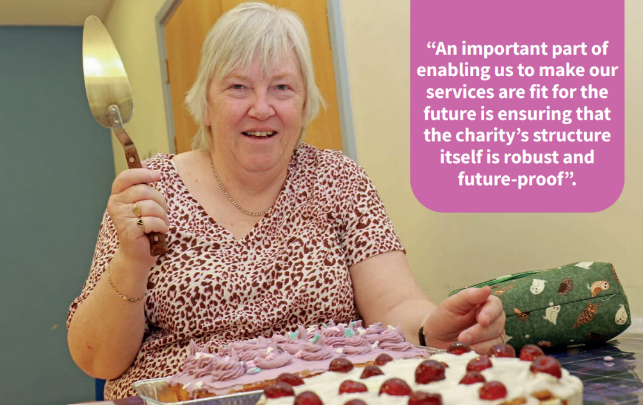 “An important part of
enabling us to make our
services are fit for the
future is ensuring that
the charity’s structure
itself is robust and
future-proof”.